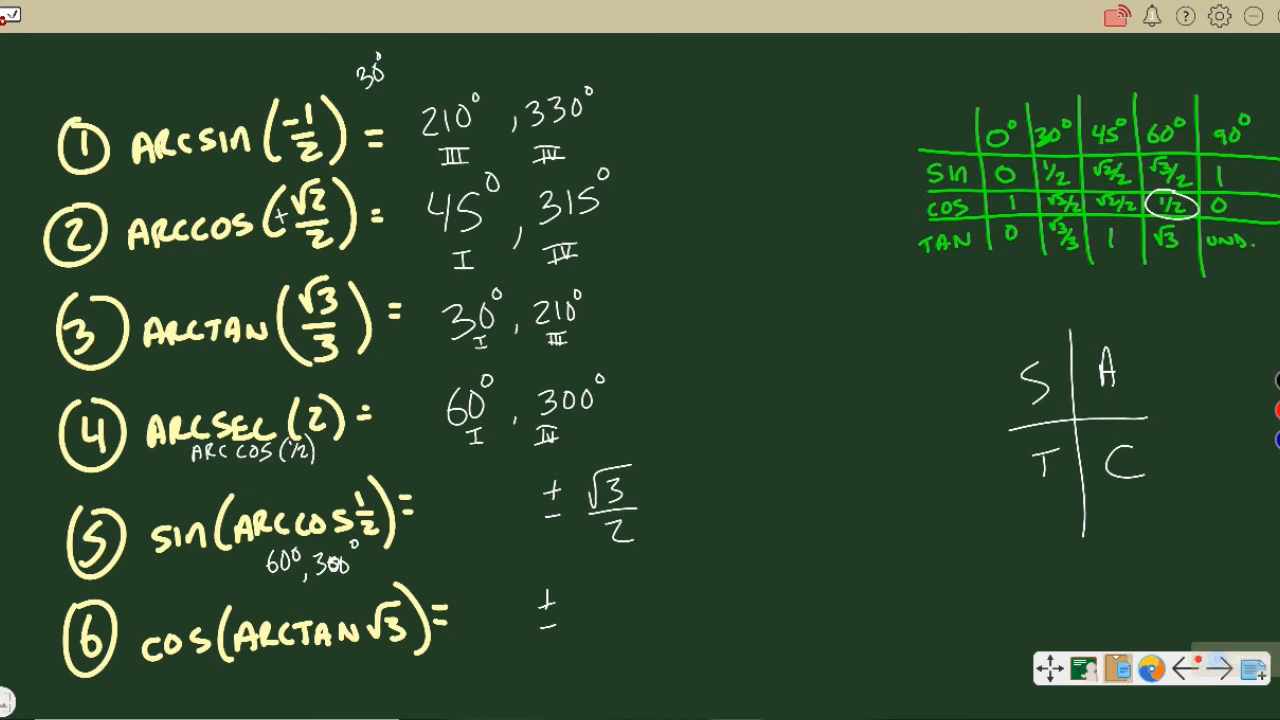 30°
① ARCSIN (-1/2) = 210° , 330°
III IV
② ARCCOS (+√2/2) = 45° , 315°
I IV
③ ARCTAN (√3/3) = 30° , 210°
I III
④ ARCSEC (2) = 60° , 300°
ARC COS (1/2) I IV
⑤ sin (ARCCOS 1/2) = ± √3/2
60° , 300°
⑥ cos (ARCTAN √3) = ±
0° 30° 45° 60° 90°
Sin 0 1/2 √2/2 √3/2 1
COS 1 √3/2 √2/2 1/2 0
TAN 0 √3/3 1 √3 UND.
S A
T C